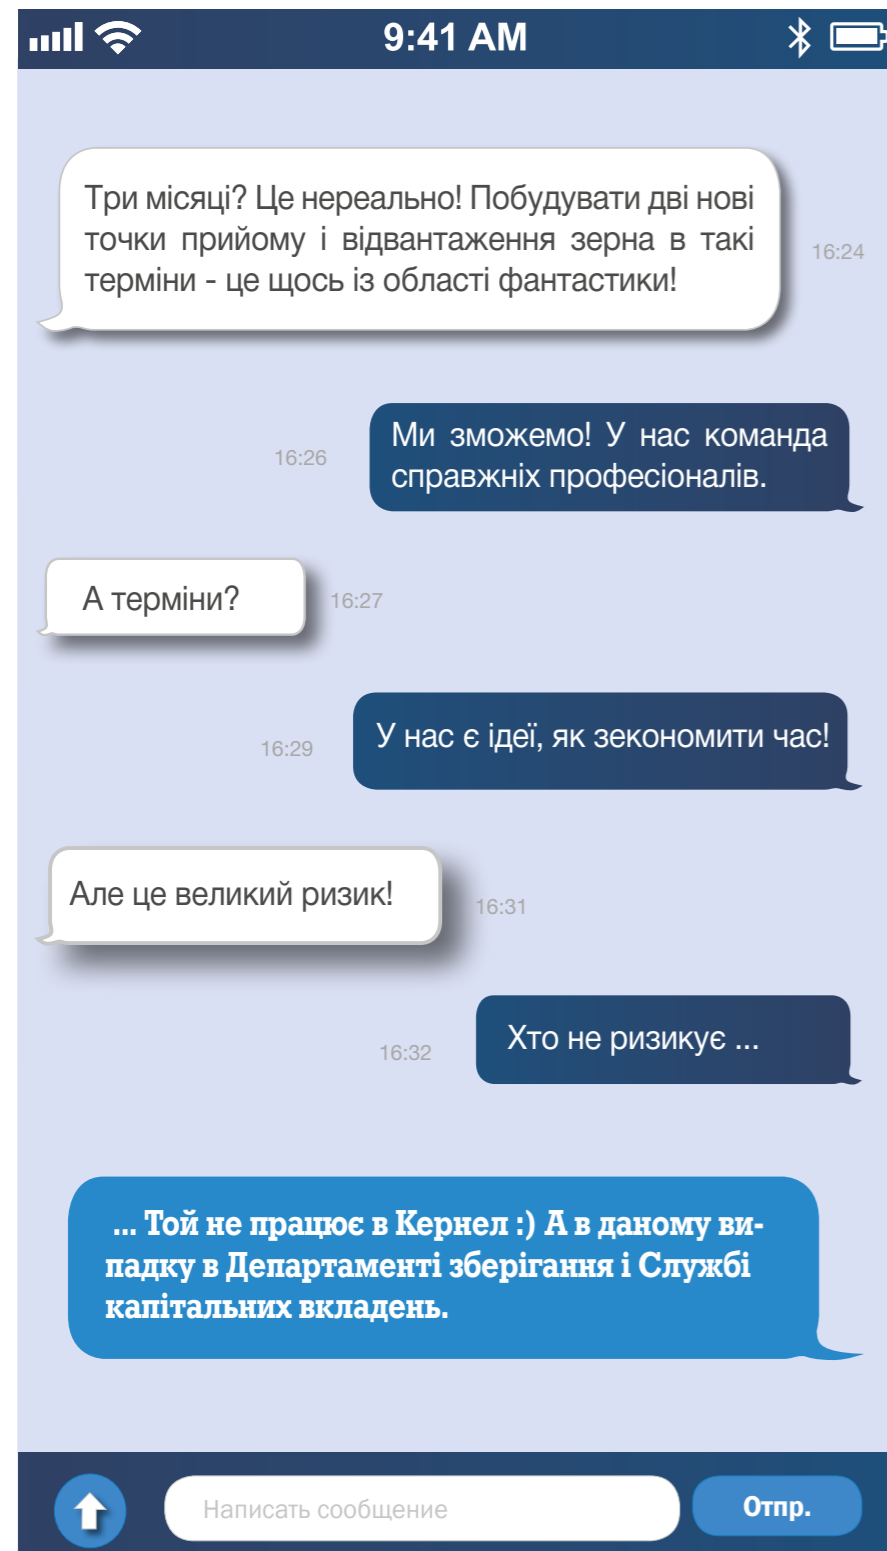 9:41 AM
Три місяці? Це нереально! Побудувати дві нові
точки прийому і відвантаження зерна в такі
терміни - це щось із області фантастики!
16:24
Ми зможемо! У нас команда
справжніх професіоналів.
16:26
А терміни?
16:27
У нас є ідеї, як зекономити час!
16:29
Але це великий ризик!
16:31
Хто не ризикує ...
16:32
... Той не працює в Кернел :) А в даному ви-
падку в Департаменті зберігання і Службі
капітальних вкладень.
Написать сообщение
Отпр.